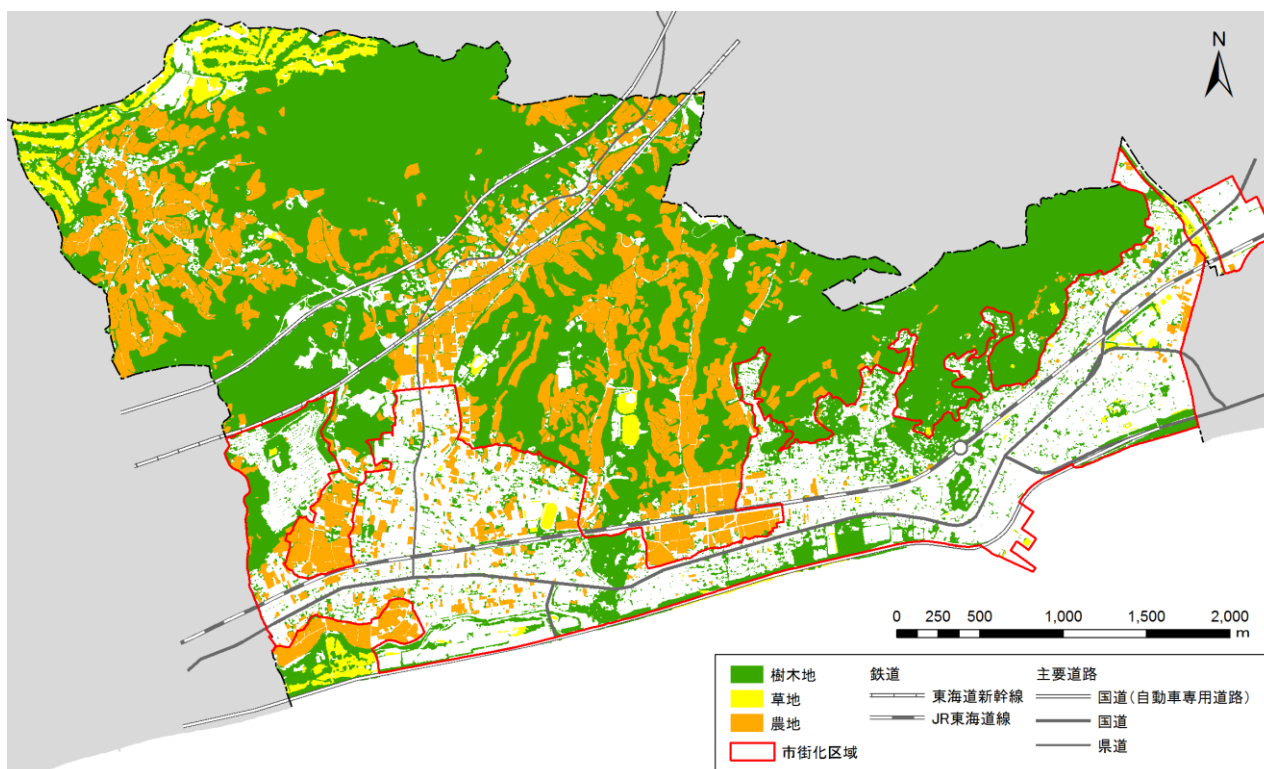 N
0 250 500 1,000 1,500 2,000
m
樹木地
草地
農地
市街化区域
鉄道
東海道新幹線
JR東海道線
主要道路
国道(自動車専用道路)
国道
県道